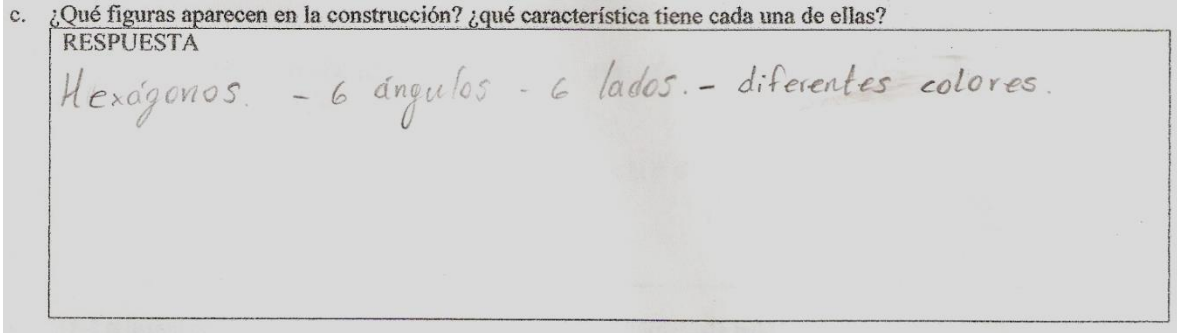 c. ¿Qué figuras aparecen en la construcción? ¿qué característica tiene cada una de ellas?
RESPUESTA
Hexágonos. - 6 ángulos - 6 lados. - diferentes colores.